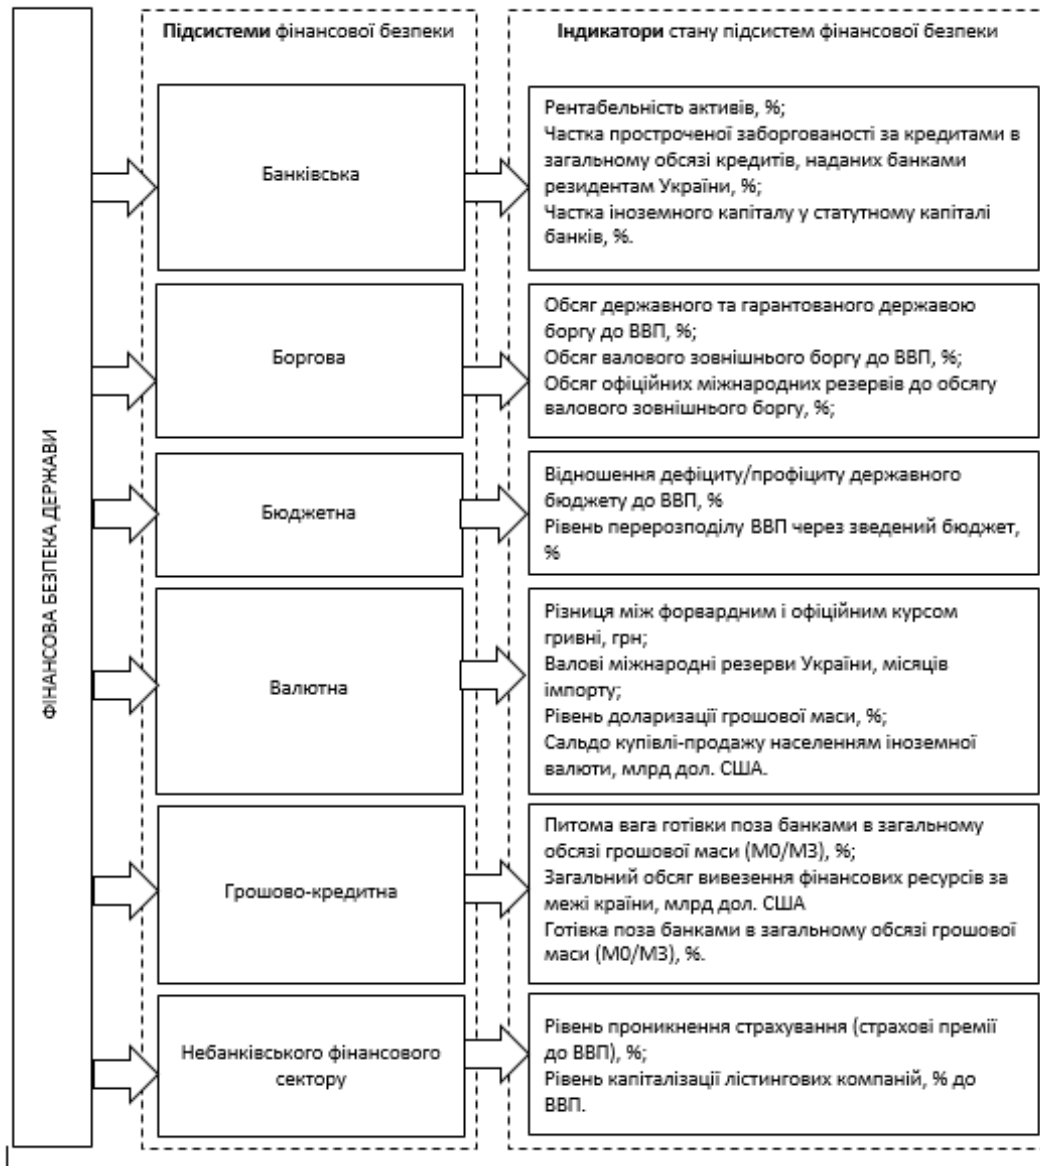 ФІНАНСОВА БЕЗПЕКА ДЕРЖАВИ
Підсистеми фінансової безпеки
Індикатори стану підсистем фінансової безпеки
Банківська
Рентабельність активів, %;
Частка простроченої заборгованості за кредитами в
загальному обсязі кредитів, наданих банками
резидентам України, %;
Частка іноземного капіталу у статутному капіталі
банків, %.
Боргова
Обсяг державного та гарантованого державою
боргу до ВВП, %;
Обсяг валового зовнішнього боргу до ВВП, %;
Обсяг офіційних міжнародних резервів до обсягу
валового зовнішнього боргу, %;
Бюджетна
Відношення дефіциту/профіциту державного
бюджету до ВВП, %
Рівень перерозподілу ВВП через зведений бюджет,
%
Валютна
Різниця між форвардним і офіційним курсом
гривні, грн;
Валові міжнародні резерви України, місяців
імпорту;
Рівень доларизації грошової маси, %;
Сальдо купівлі-продажу населенням іноземної
валюти, млрд дол. США.
Грошово-кредитна
Питома вага готівки поза банками в загальному
обсязі грошової маси (М0/М3), %;
Загальний обсяг вивезення фінансових ресурсів за
межі країни, млрд дол. США
Готівка поза банками в загальному обсязі грошової
маси (М0/М3), %.
Небанківського фінансового
сектору
Рівень проникнення страхування (страхові премії
до ВВП), %;
Рівень капіталізації лістингових компаній, % до
ВВП.